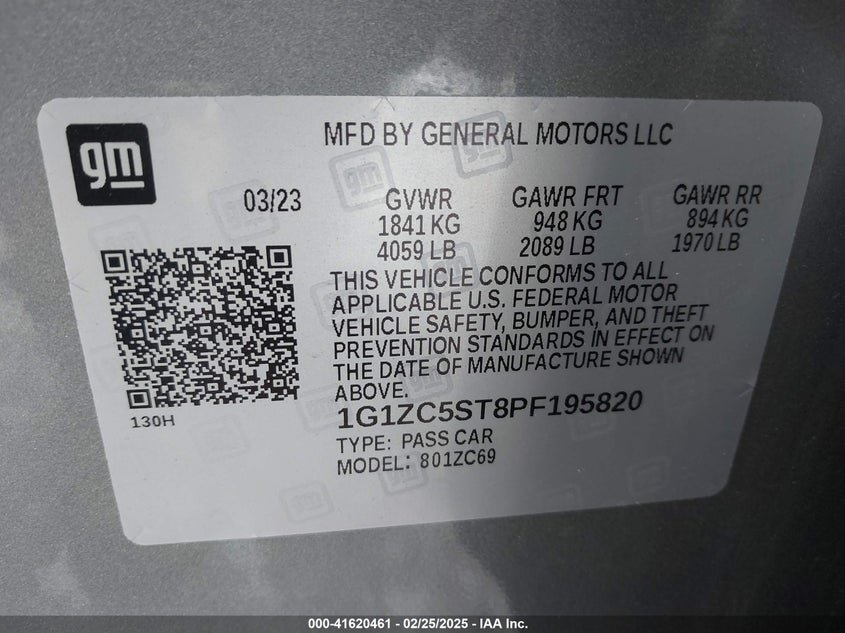 gm
MFD BY GENERAL MOTORS LLC
03/23
GVWR
1841 KG
4059 LB
GAWR FRT
948 KG
2089 LB
GAWR RR
894 KG
1970 LB
THIS VEHICLE CONFORMS TO ALL
APPLICABLE U.S. FEDERAL MOTOR
VEHICLE SAFETY, BUMPER, AND THEFT
PREVENTION STANDARDS IN EFFECT ON
THE DATE OF MANUFACTURE SHOWN
ABOVE.
130H
1G1ZC5ST8PF195820
TYPE: PASS CAR
MODEL: 801ZC69
000-41620461 - 02/25/2025 - IAA Inc.